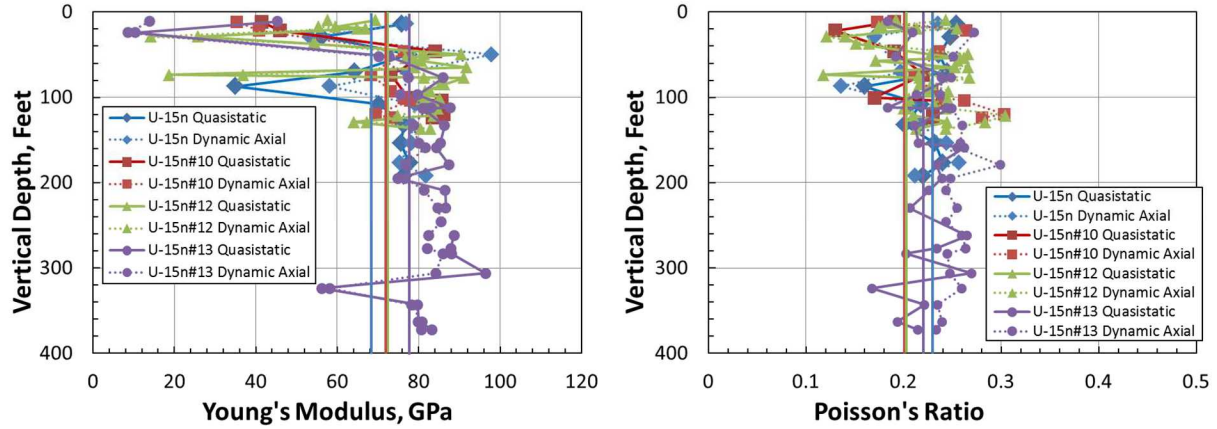 0
100
200
300
400
Vertical Depth, Feet
U-15n Quasistatic
U-15n Dynamic Axial
U-15n#10 Quasistatic
U-15n#10 Dynamic Axial
U-15n#12 Quasistatic
U-15n#12 Dynamic Axial
U-15n#13 Quasistatic
U-15n#13 Dynamic Axial
0 20 40 60 80 100 120
Young's Modulus, GPa
0
100
200
300
400
Vertical Depth, Feet
U-15n Quasistatic
U-15n Dynamic Axial
U-15n#10 Quasistatic
U-15n#10 Dynamic Axial
U-15n#12 Quasistatic
U-15n#12 Dynamic Axial
U-15n#13 Quasistatic
U-15n#13 Dynamic Axial
0 0.1 0.2 0.3 0.4 0.5
Poisson's Ratio